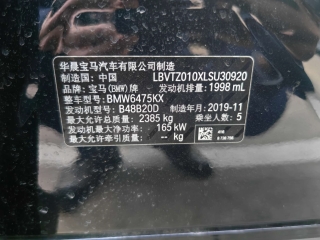 华晨宝马汽车有限公司制造
制造国：中国 LBVTZ010XLSU30920
品牌：宝马(BMW)牌 发动机排量：1998 mL
整车型号：BMW6475KX
发动机型号：B48B20D 制造年月：2019-11
最大允许总质量：2385 kg 乘坐人数：5
发动机最大净功率：165 kW
最大允许牵引质量：-- kg